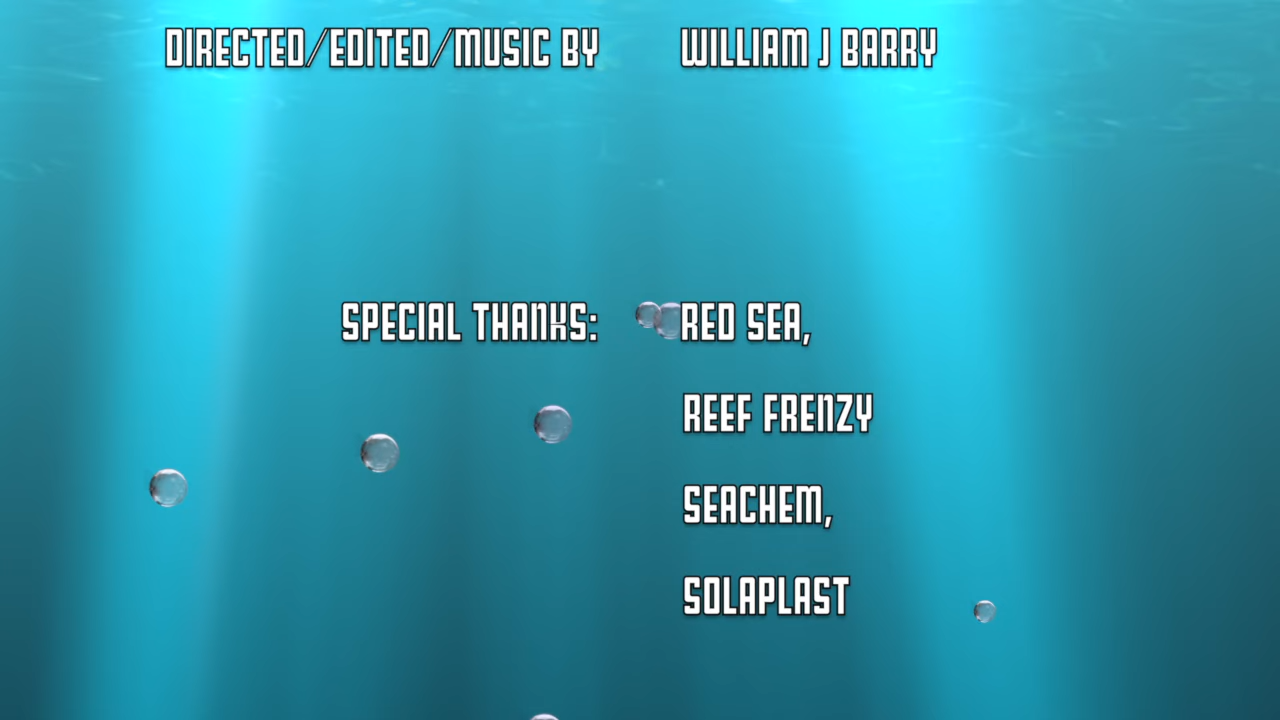 DIRECTED/EDITED/MUSIC BY WILLIAM J BARRY
SPECIAL THANKS: RED SEA,
REEF FRENZY
SEACHEM,
SOLAPLAST